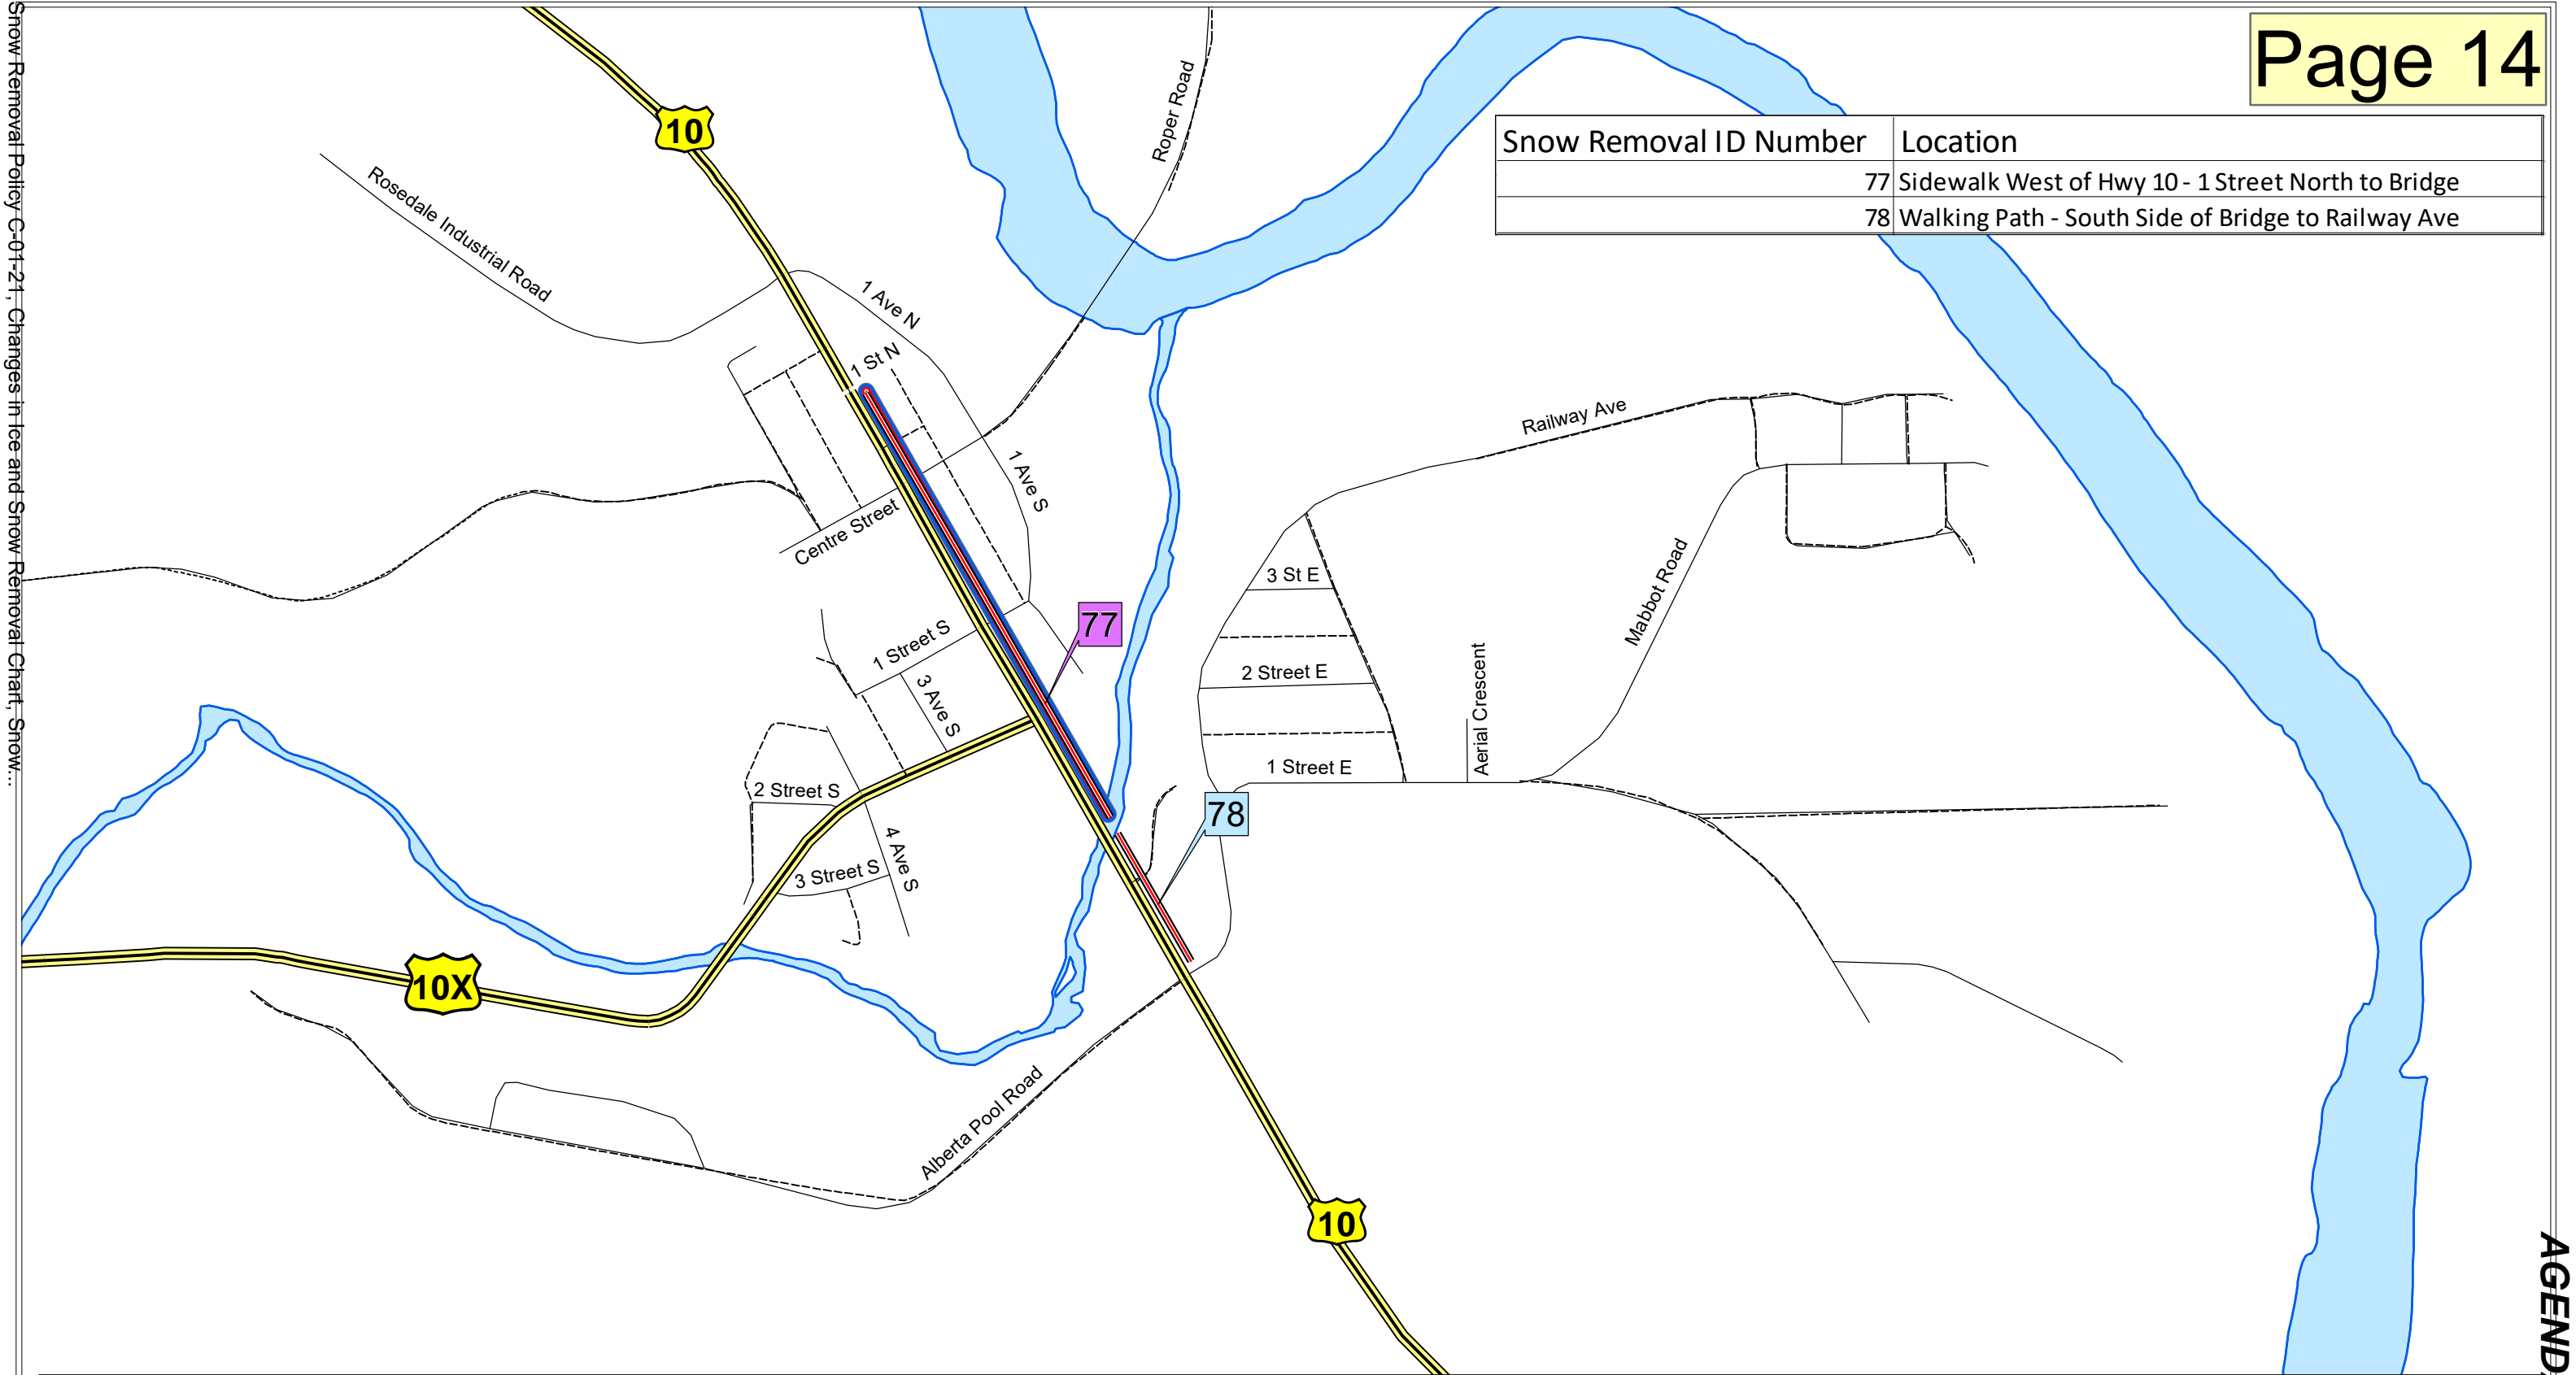 Page 14
Snow Removal ID Number Location
77 Sidewalk West of Hwy 10 - 1 Street North to Bridge
78 Walking Path - South Side of Bridge to Railway Ave
Snow Removal Policy C-01-21, Changes in Ice and Snow Removal Chart, Snow...
10
Roper Road
Rosedale Industrial Road
1 Ave N
1 St N
Railway Ave
1 Ave S
Centre Street
3 St E
Mabbot Road
77
1 Street S
2 Street E
3 Ave S
Aerial Crescent
1 Street E
2 Street S
78
4 Ave S
3 Street S
10X
Alberta Pool Road
10
AGEND